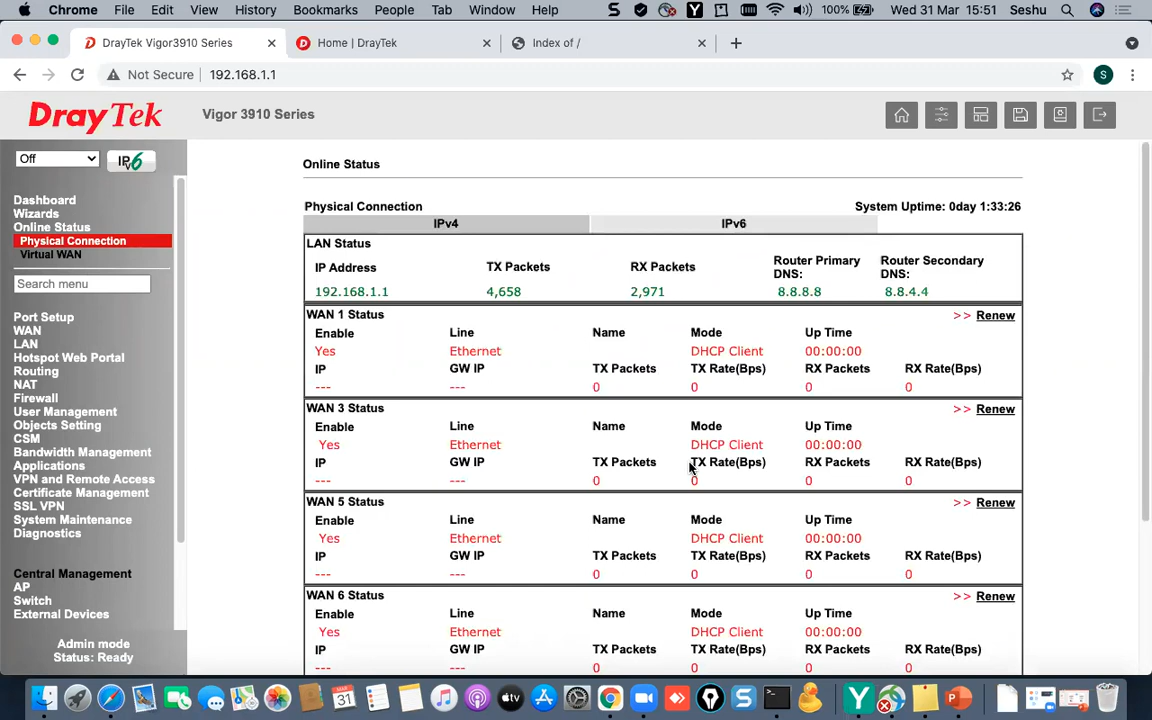 Chrome File Edit View History Bookmarks People Tab Window Help 100% Wed 31 Mar 15:51 Seshu
DrayTek Vigor3910 Series
Home | DrayTek
Index of /
Not Secure 192.168.1.1
S
DrayTek Vigor 3910 Series
Off
IPv6
Dashboard
Wizards
Online Status
Physical Connection
Virtual WAN
Search menu
Port Setup
WAN
LAN
Hotspot Web Portal
Routing
NAT
Firewall
User Management
Objects Setting
CSM
Bandwidth Management
Applications
VPN and Remote Access
Certificate Management
SSL VPN
System Maintenance
Diagnostics
Central Management
AP
Switch
External Devices
Admin mode
Status: Ready
Online Status
Physical Connection System Uptime: 0day 1:33:26
IPv4 IPv6
LAN Status
IP Address TX Packets RX Packets Router Primary DNS: Router Secondary DNS:
192.168.1.1 4,658 2,971 8.8.8.8 8.8.4.4
WAN 1 Status >> Renew
Enable Line Name Mode Up Time
Yes Ethernet DHCP Client 00:00:00
IP GW IP TX Packets TX Rate(Bps) RX Packets RX Rate(Bps)
--- --- 0 0 0 0
WAN 3 Status >> Renew
Enable Line Name Mode Up Time
Yes Ethernet DHCP Client 00:00:00
IP GW IP TX Packets TX Rate(Bps) RX Packets RX Rate(Bps)
--- --- 0 0 0 0
WAN 5 Status >> Renew
Enable Line Name Mode Up Time
Yes Ethernet DHCP Client 00:00:00
IP GW IP TX Packets TX Rate(Bps) RX Packets RX Rate(Bps)
--- --- 0 0 0 0
WAN 6 Status >> Renew
Enable Line Name Mode Up Time
Yes Ethernet DHCP Client 00:00:00
IP GW IP TX Packets TX Rate(Bps) RX Packets RX Rate(Bps)
--- --- 0 0 0 0